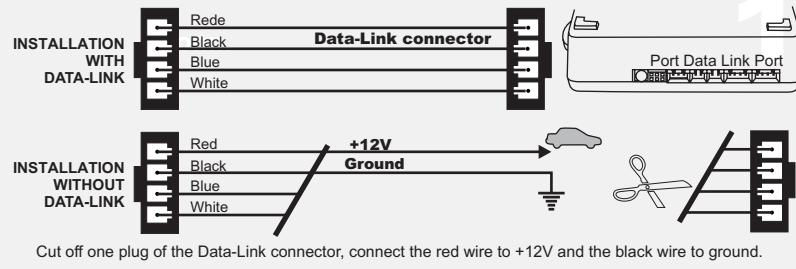 1
INSTALLATION
WITH
DATA-LINK
Rede
Black
Blue
White
Data-Link connector
Port Data Link Port
INSTALLATION
WITHOUT
DATA-LINK
Red
Black
Blue
White
+12V
Ground
Cut off one plug of the Data-Link connector, connect the red wire to +12V and the black wire to ground.